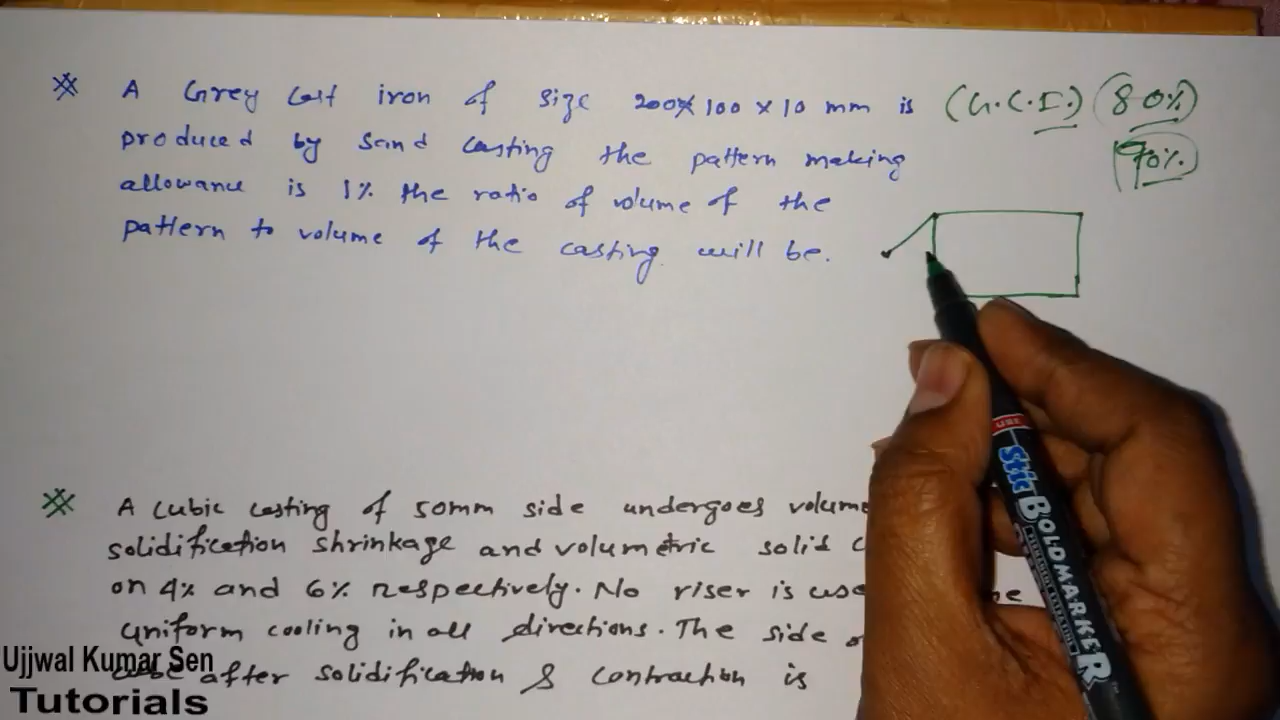 A Grey Cast iron of size 200x100x10 mm is (G.C.I.) (80%)
produced by sand casting the pattern making 90%.
allowance is 1% the ratio of volume of the
pattern to volume of the casting will be.
A cubic casting of 50mm side undergoes volume
solidification shrinkage and volumetric solid c
on 4% and 6% respectively. No riser is use
Uniform cooling in all directions. The side o
cube after solidification & contraction is
Ujjwal Kumar Sen
Tutorials
USE
Stic BOLDMARKER